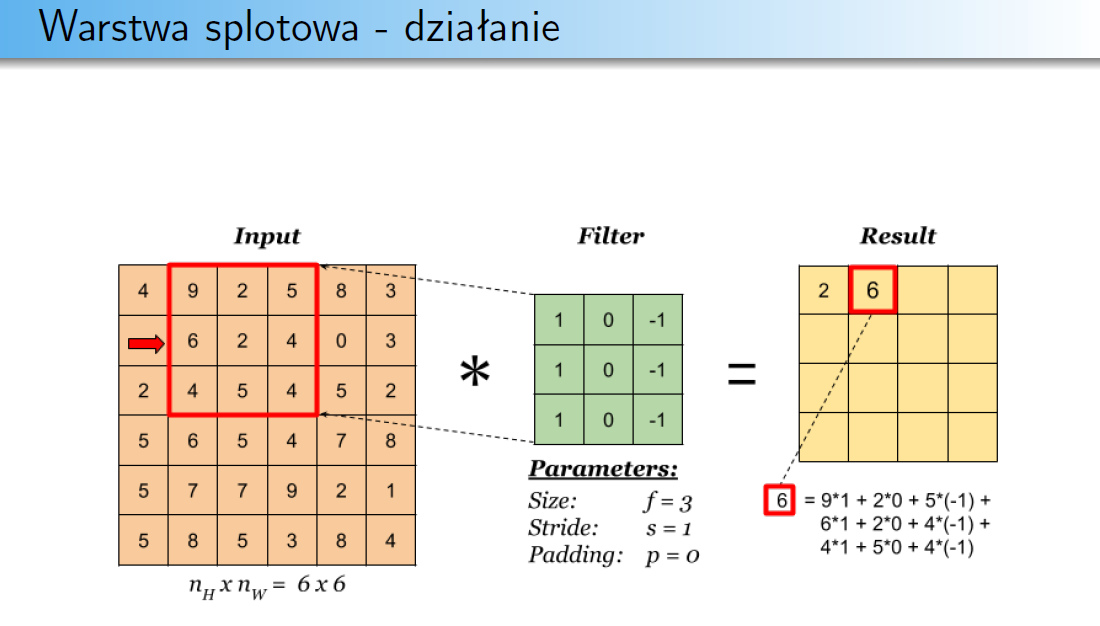 Warstwa splotowa - działanie
Input
Filter
Result
4 9 2 5 8 3
6 2 4 0 3
2 4 5 4 5 2
5 6 5 4 7 8
5 7 7 9 2 1
5 8 5 3 8 4
n_H x n_W = 6 x 6
*
1 0 -1
1 0 -1
1 0 -1
Parameters:
Size: f = 3
Stride: s = 1
Padding: p = 0
=
2 6
6 = 9*1 + 2*0 + 5*(-1) +
6*1 + 2*0 + 4*(-1) +
4*1 + 5*0 + 4*(-1)